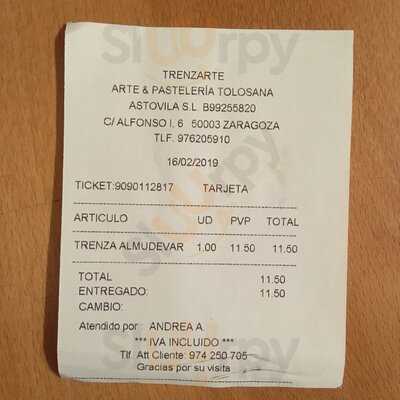 TRENZARTE
ARTE & PASTELERÍA TOLOSANA
ASTOVILA S.L B99255820
C/ ALFONSO I, 6 50003 ZARAGOZA
TLF. 976205910
16/02/2019
TICKET:9090112817 TARJETA
ARTICULO UD PVP TOTAL
TRENZA ALMUDEVAR 1.00 11.50 11.50
TOTAL 11.50
ENTREGADO: 11.50
CAMBIO:
Atendido por: ANDREA A.
*** IVA INCLUIDO ***
Tlf. Att Cliente: 974 250 705
Gracias por su visita
Sluurpy